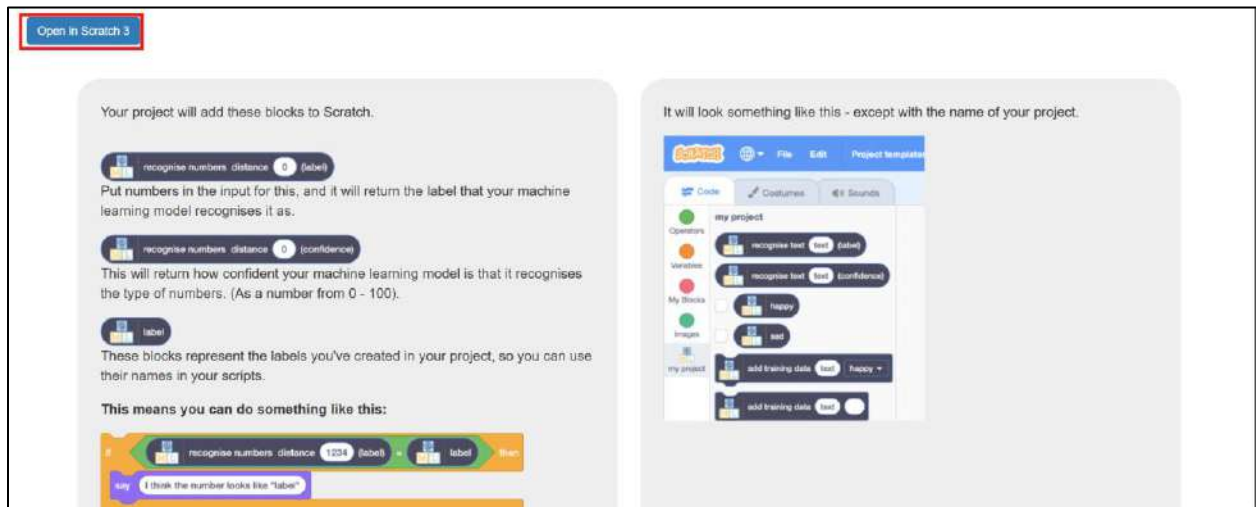 Open in Scratch 3
Your project will add these blocks to Scratch.
recognise numbers distance 0 (label)
Put numbers in the input for this, and it will return the label that your machine
learning model recognises it as.
recognise numbers distance 0 (confidence)
This will return how confident your machine learning model is that it recognises
the type of numbers. (As a number from 0 - 100).
label
These blocks represent the labels you've created in your project, so you can use
their names in your scripts.
This means you can do something like this:
if recognise numbers distance 1234 (label) = label then
say I think the number looks like "label"
It will look something like this - except with the name of your project.
SCRATCH File Edit Project templates
Code Costumes Sounds
my project
Operators
recognise text text (label)
Variables
recognise text text (confidence)
My Blocks
happy
Images
sad
my project
add training data text happy
add training data text